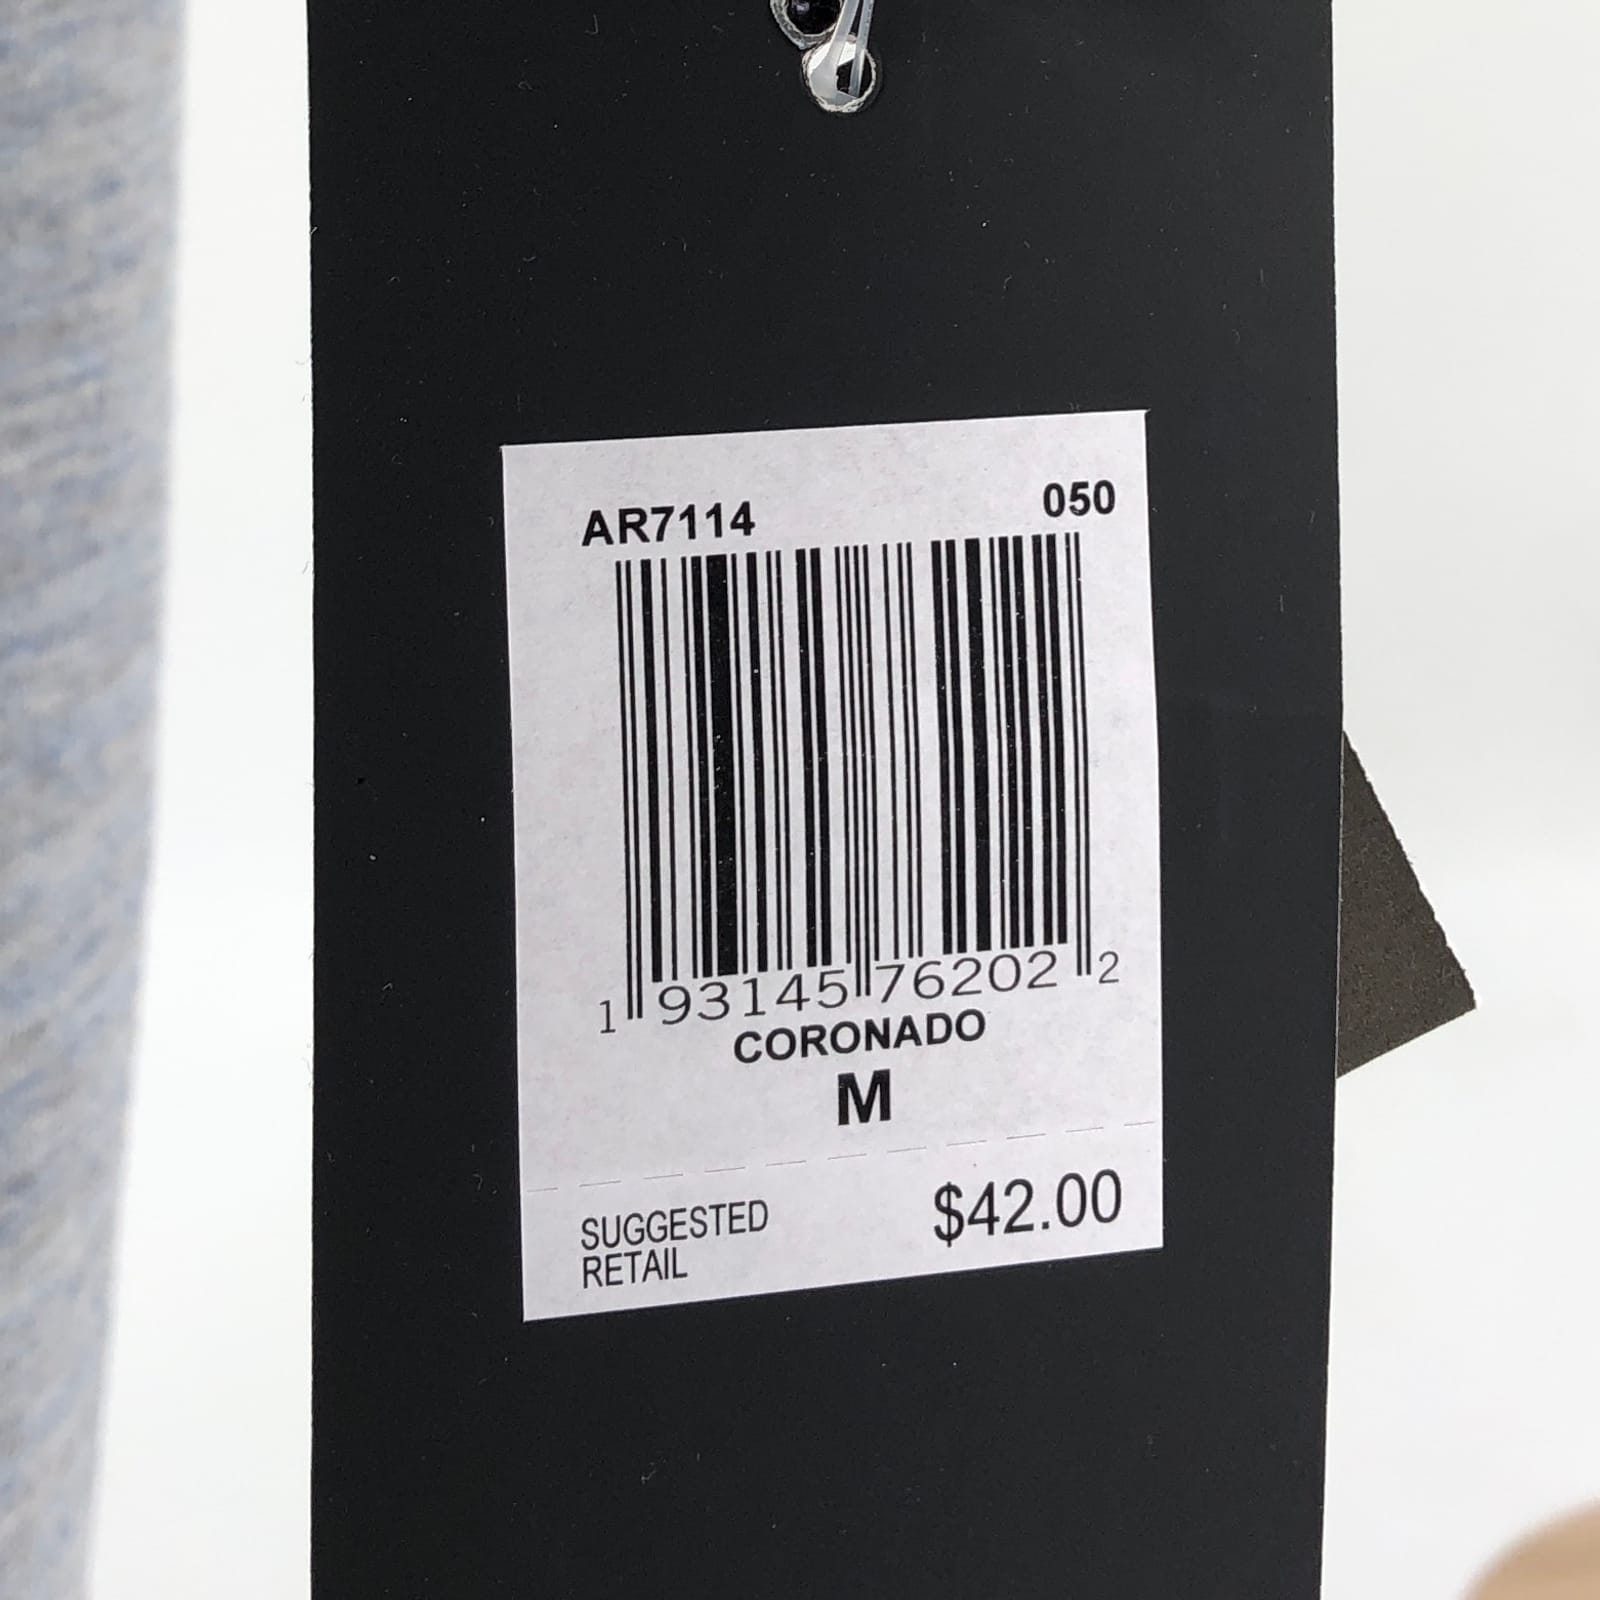 AR7114 050
1 93145 76202 2
CORONADO
M
SUGGESTED RETAIL $42.00